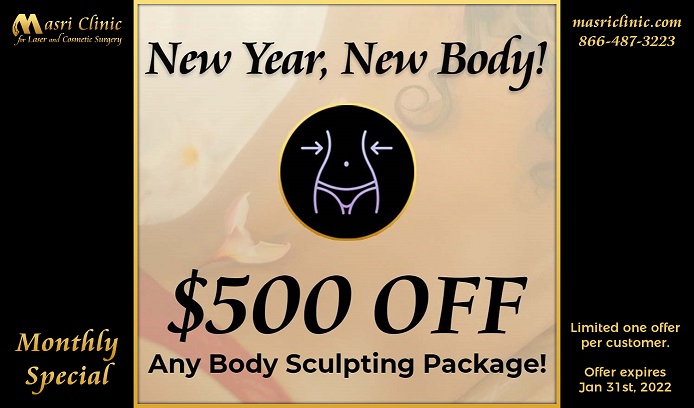 Masri Clinic
for Laser and Cosmetic Surgery
masriclinic.com
866-487-3223
New Year, New Body!
$500 OFF
Any Body Sculpting Package!
Monthly
Special
Limited one offer
per customer.
Offer expires
Jan 31st, 2022